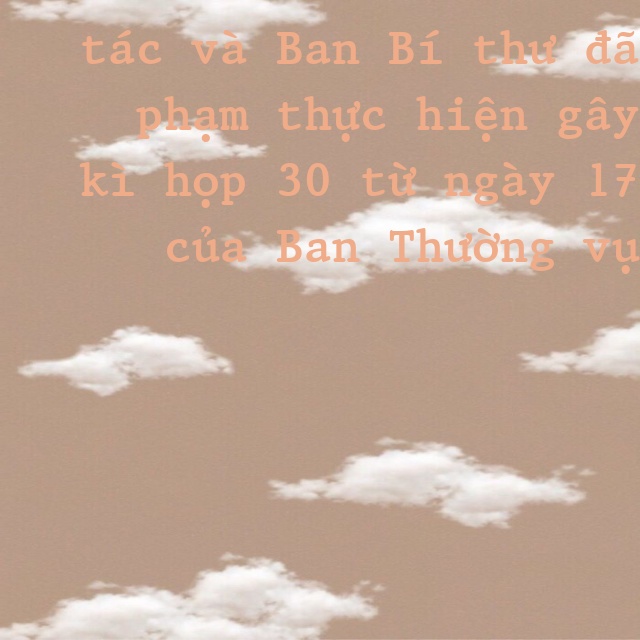 tác và Ban Bí thư đã
phạm thực hiện gây
kì họp 30 từ ngày 17
của Ban Thường vụ